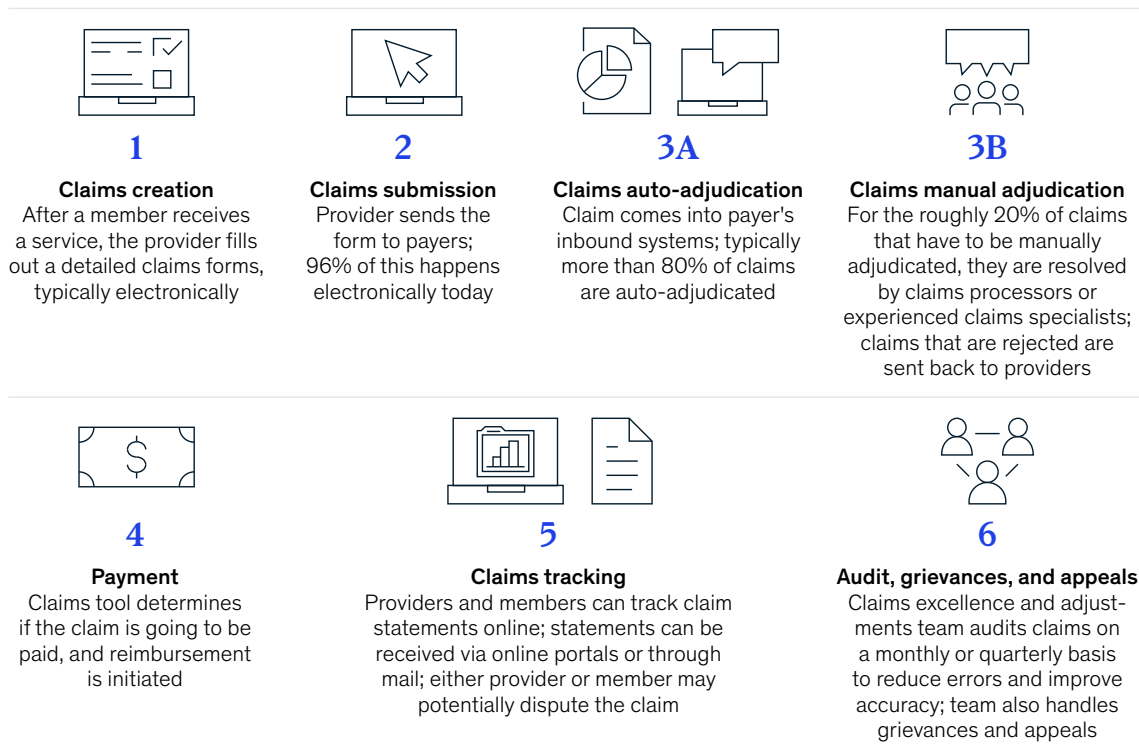 1
Claims creation
After a member receives
a service, the provider fills
out a detailed claims forms,
typically electronically
2
Claims submission
Provider sends the
form to payers;
96% of this happens
electronically today
3A
Claims auto-adjudication
Claim comes into payer's
inbound systems; typically
more than 80% of claims
are auto-adjudicated
3B
Claims manual adjudication
For the roughly 20% of claims
that have to be manually
adjudicated, they are resolved
by claims processors or
experienced claims specialists;
claims that are rejected are
sent back to providers
$
4
Payment
Claims tool determines
if the claim is going to be
paid, and reimbursement
is initiated
5
Claims tracking
Providers and members can track claim
statements online; statements can be
received via online portals or through
mail; either provider or member may
potentially dispute the claim
6
Audit, grievances, and appeals
Claims excellence and adjust-
ments team audits claims on
a monthly or quarterly basis
to reduce errors and improve
accuracy; team also handles
grievances and appeals